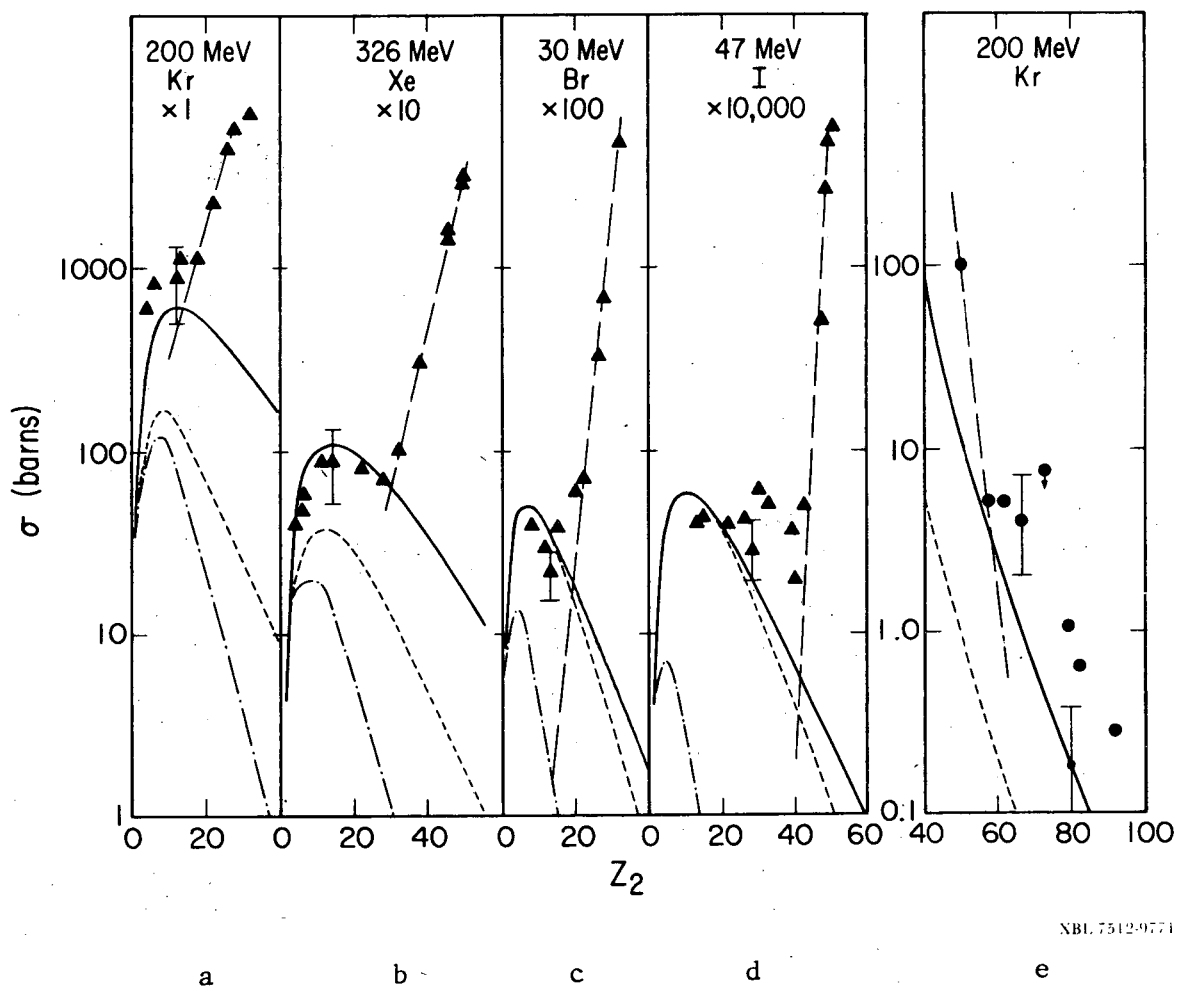 200 MeV
Kr
×1
326 MeV
Xe
×10
30 MeV
Br
×100
47 MeV
I
×10,000
200 MeV
Kr
1000
100
10
1
100
10
1.0
0.1
σ (barns)
0 20 0 20 40 0 20 0 20 40 60 40 60 80 100
Z2
XBL 7512-9771
a b c d e